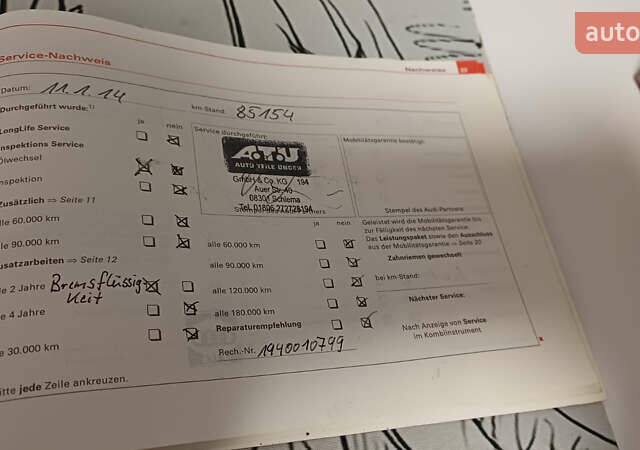 auto
Service-Nachweis
Nachweise
Datum: 11.1.14
km-Stand: 85154
Durchgeführt wurde:1)
ja nein
LongLife Service
Inspektions Service
Ölwechsel
Inspektion
Zusätzlich ⇒ Seite 11
alle 60.000 km
alle 90.000 km
Zusatzarbeiten ⇒ Seite 12
alle 2 Jahre Bremsflüssigkeit
alle 4 Jahre
alle 30.000 km
Bitte jede Zeile ankreuzen.
Service durchgeführt:
A.T.U
AUTO TEILE UNGER
GmbH & Co. KG 194
Auer Str. 40
08301 Schlema
Stempel des Audi-Partners
ja nein
alle 60.000 km
alle 90.000 km
alle 120.000 km
alle 180.000 km
Reparaturempfehlung
Rech.-Nr. 1940010799
Mobilitätsgarantie bestätigt:
Stempel des Audi-Partners
Geleistet wird die Mobilitätsgarantie bis
zur Fälligkeit des nächsten Service.
Das Leistungspaket sowie den Ausschluss
aus der Mobilitätsgarantie ⇒ Seite 20
Zahnriemen gewechselt
bei km-Stand:
Nächster Service:
Nach Anzeige von Service
im Kombiinstrument